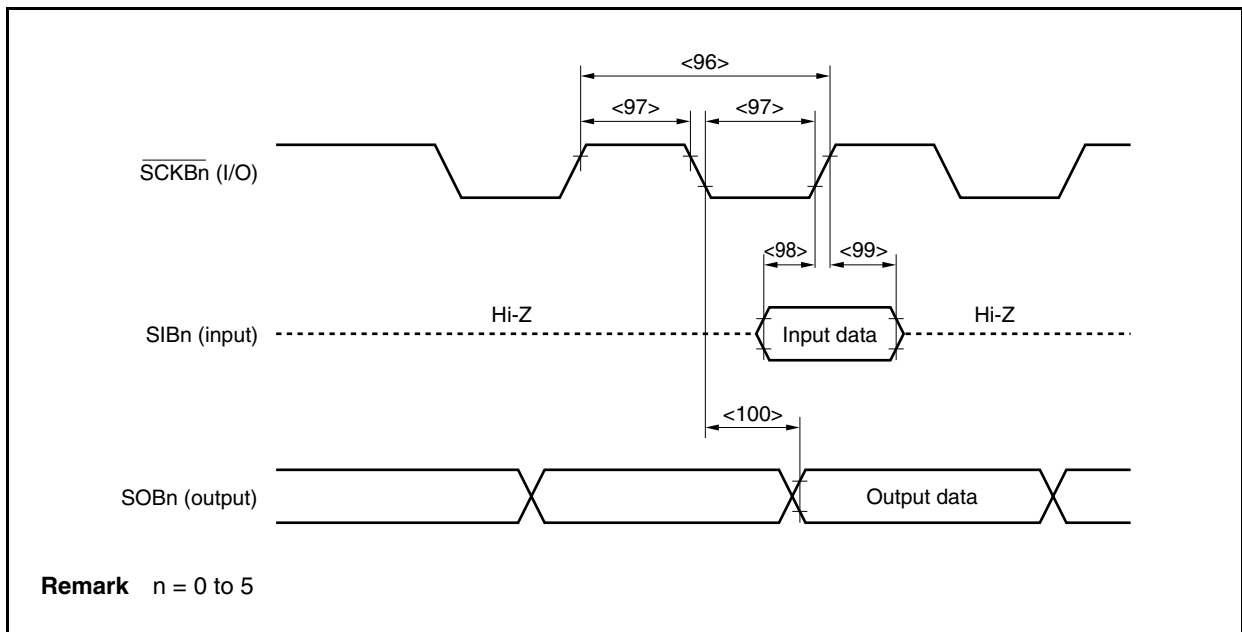 <96>
<97> <97>
SCKBn (I/O)
<98> <99>
Hi-Z Hi-Z
SIBn (input) Input data
<100>
SOBn (output) Output data
Remark n = 0 to 5